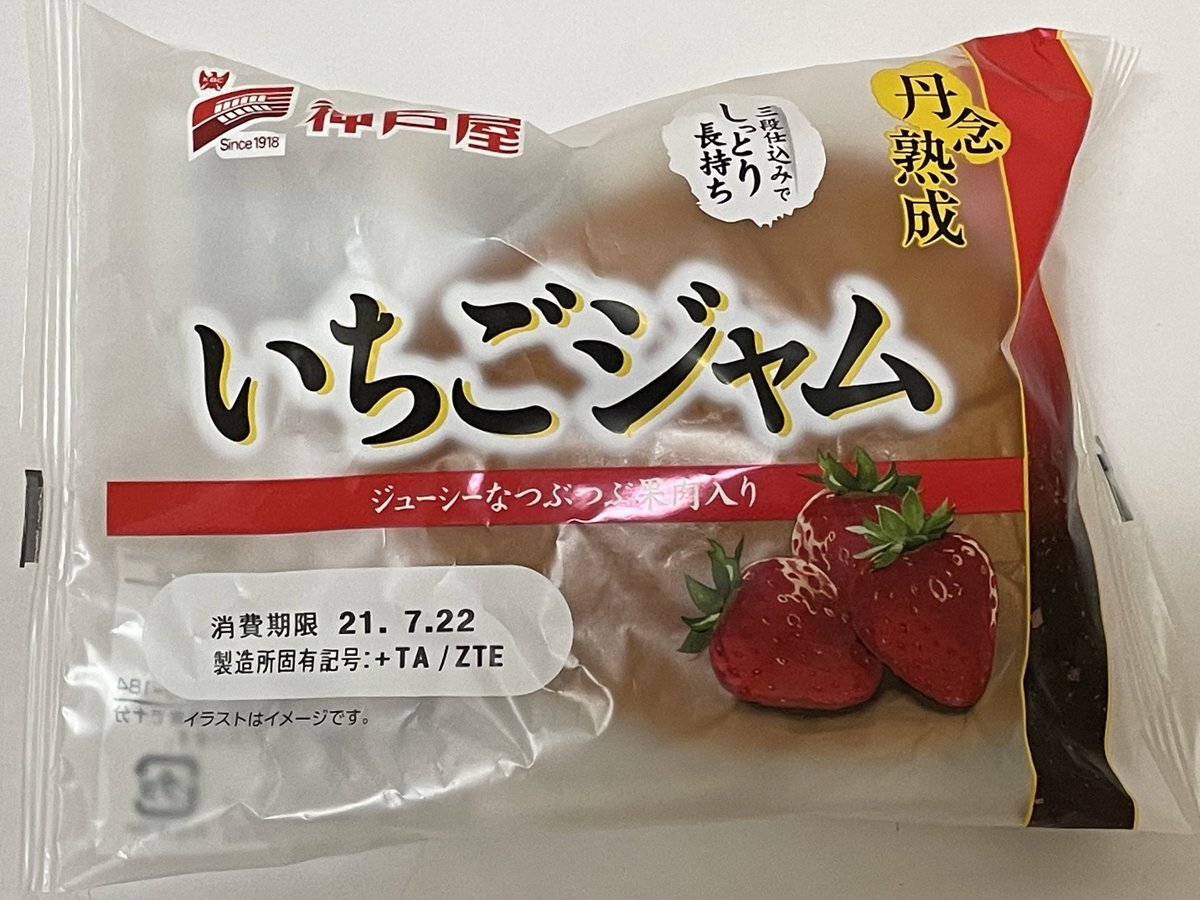 KBC
Since 1918
神戸屋
三段仕込みで
しっとり
長持ち
丹念
熟成
いちごジャム
ジューシーなつぶつぶ果肉入り
消費期限 21. 7.22
製造所固有記号:+TA / ZTE
イラストはイメージです。